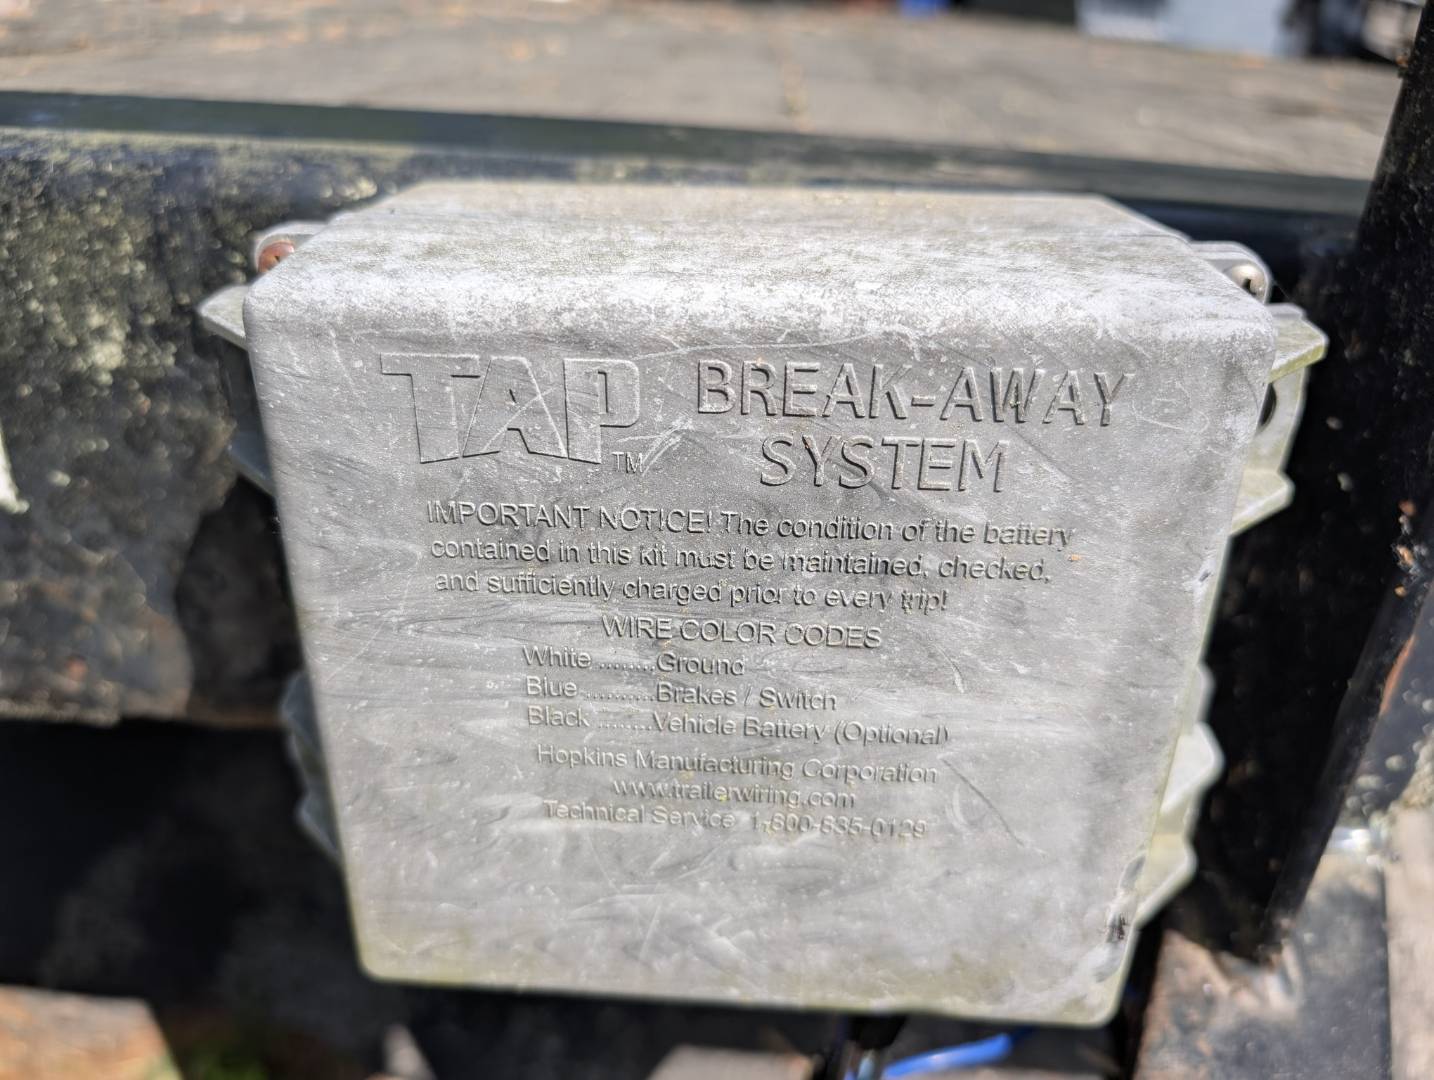 TAP™ BREAK-AWAY
SYSTEM
IMPORTANT NOTICE! The condition of the battery
contained in this kit must be maintained, checked,
and sufficiently charged prior to every trip!
WIRE COLOR CODES
White ........Ground
Blue ..........Brakes / Switch
Black ........Vehicle Battery (Optional)
Hopkins Manufacturing Corporation
www.trailerwiring.com
Technical Service 1-800-835-0129